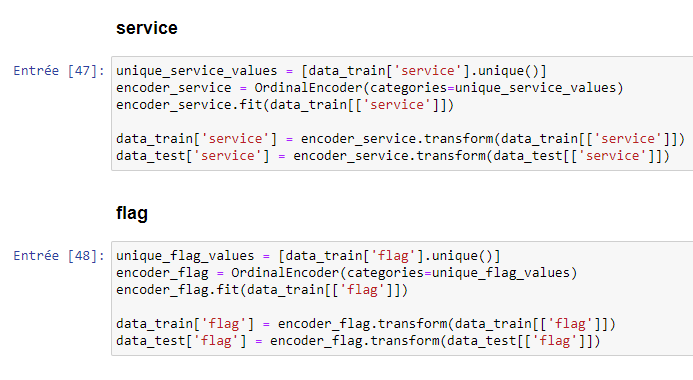 service
Entrée [47]: unique_service_values = [data_train['service'].unique()]
encoder_service = OrdinalEncoder(categories=unique_service_values)
encoder_service.fit(data_train[['service']])
data_train['service'] = encoder_service.transform(data_train[['service']])
data_test['service'] = encoder_service.transform(data_test[['service']])
flag
Entrée [48]: unique_flag_values = [data_train['flag'].unique()]
encoder_flag = OrdinalEncoder(categories=unique_flag_values)
encoder_flag.fit(data_train[['flag']])
data_train['flag'] = encoder_flag.transform(data_train[['flag']])
data_test['flag'] = encoder_flag.transform(data_test[['flag']])